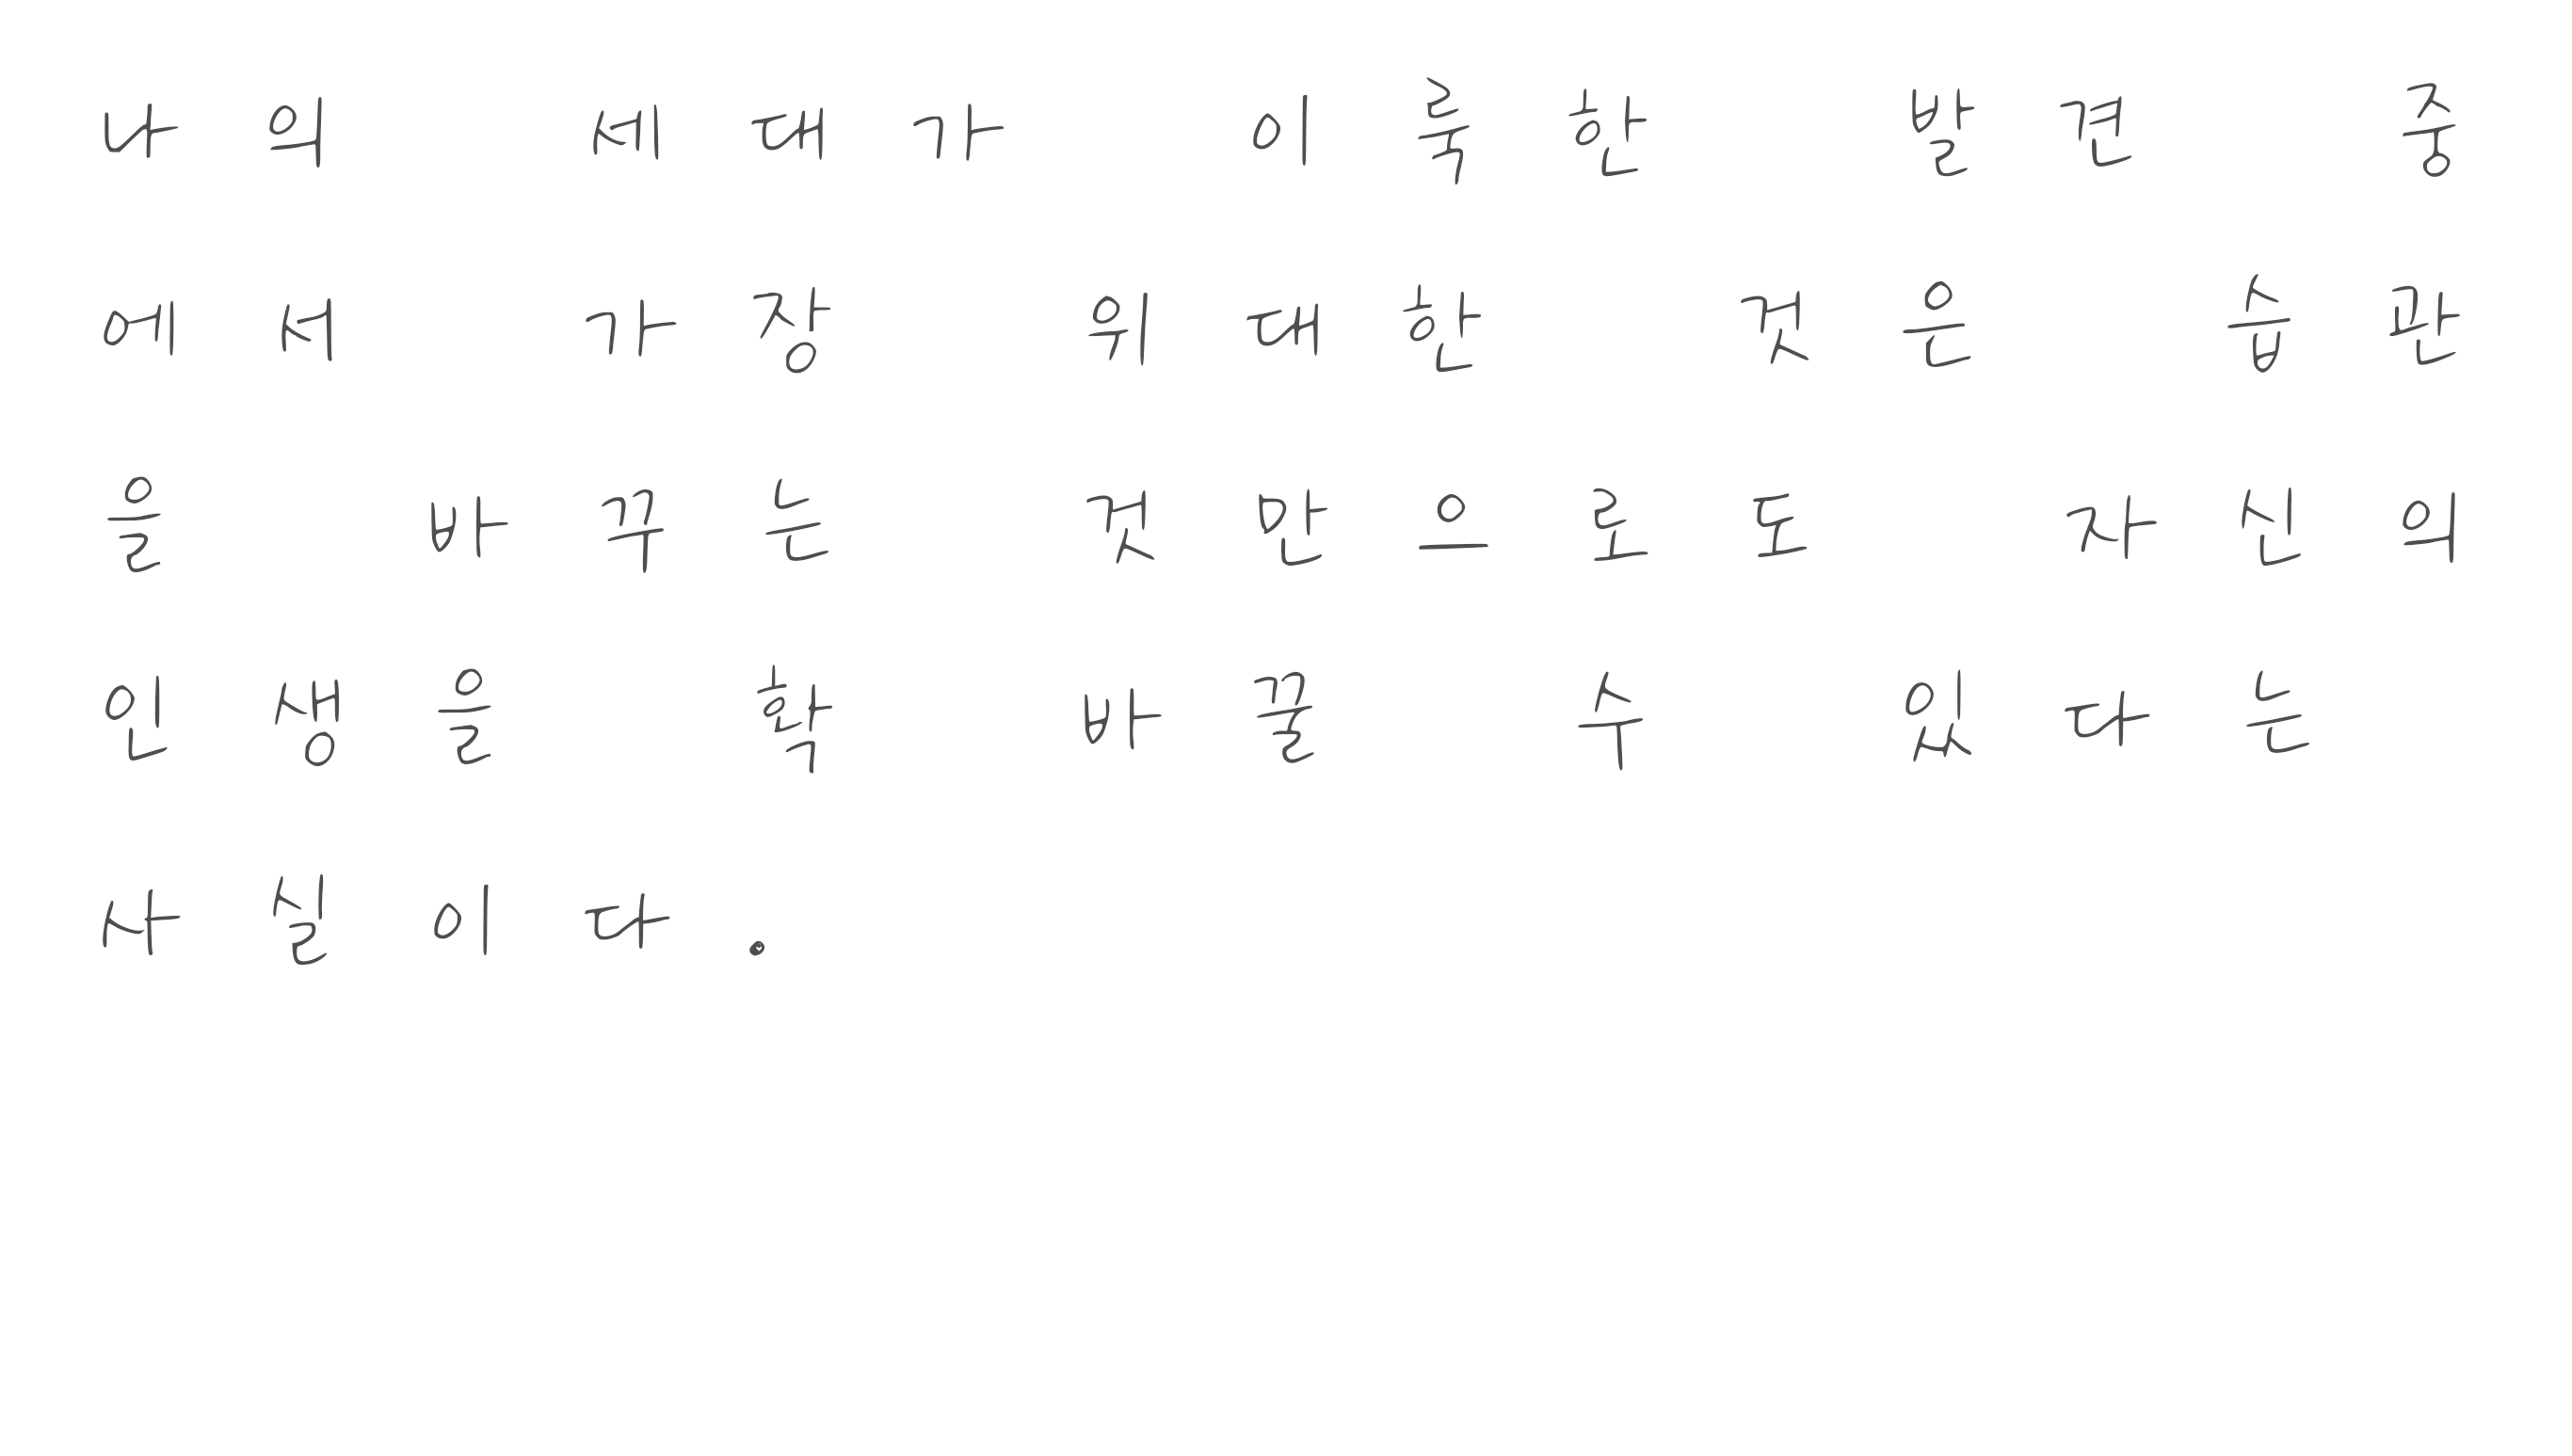 나의 세대가 이룩한 발견 중
에서 가장 위대한 것은 습관
을 바꾸는 것만으로도 자신의
인생을 확 바꿀 수 있다는
사실이다.